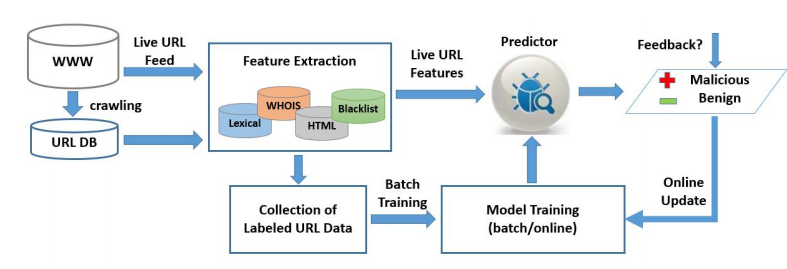 WWW
Live URL
Feed
crawling
URL DB
Feature Extraction
Lexical
WHOIS
HTML
Blacklist
Live URL
Features
Predictor
Feedback?
Malicious
Benign
Collection of
Labeled URL Data
Batch
Training
Model Training
(batch/online)
Online
Update